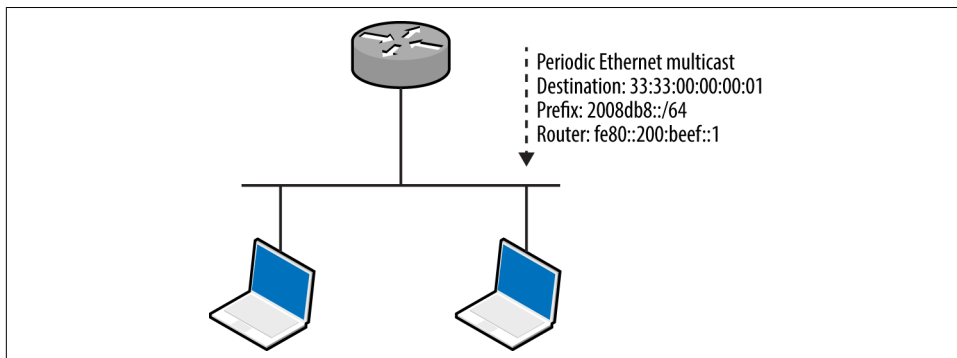 Periodic Ethernet multicast
Destination: 33:33:00:00:00:01
Prefix: 2008db8::/64
Router: fe80::200:beef::1